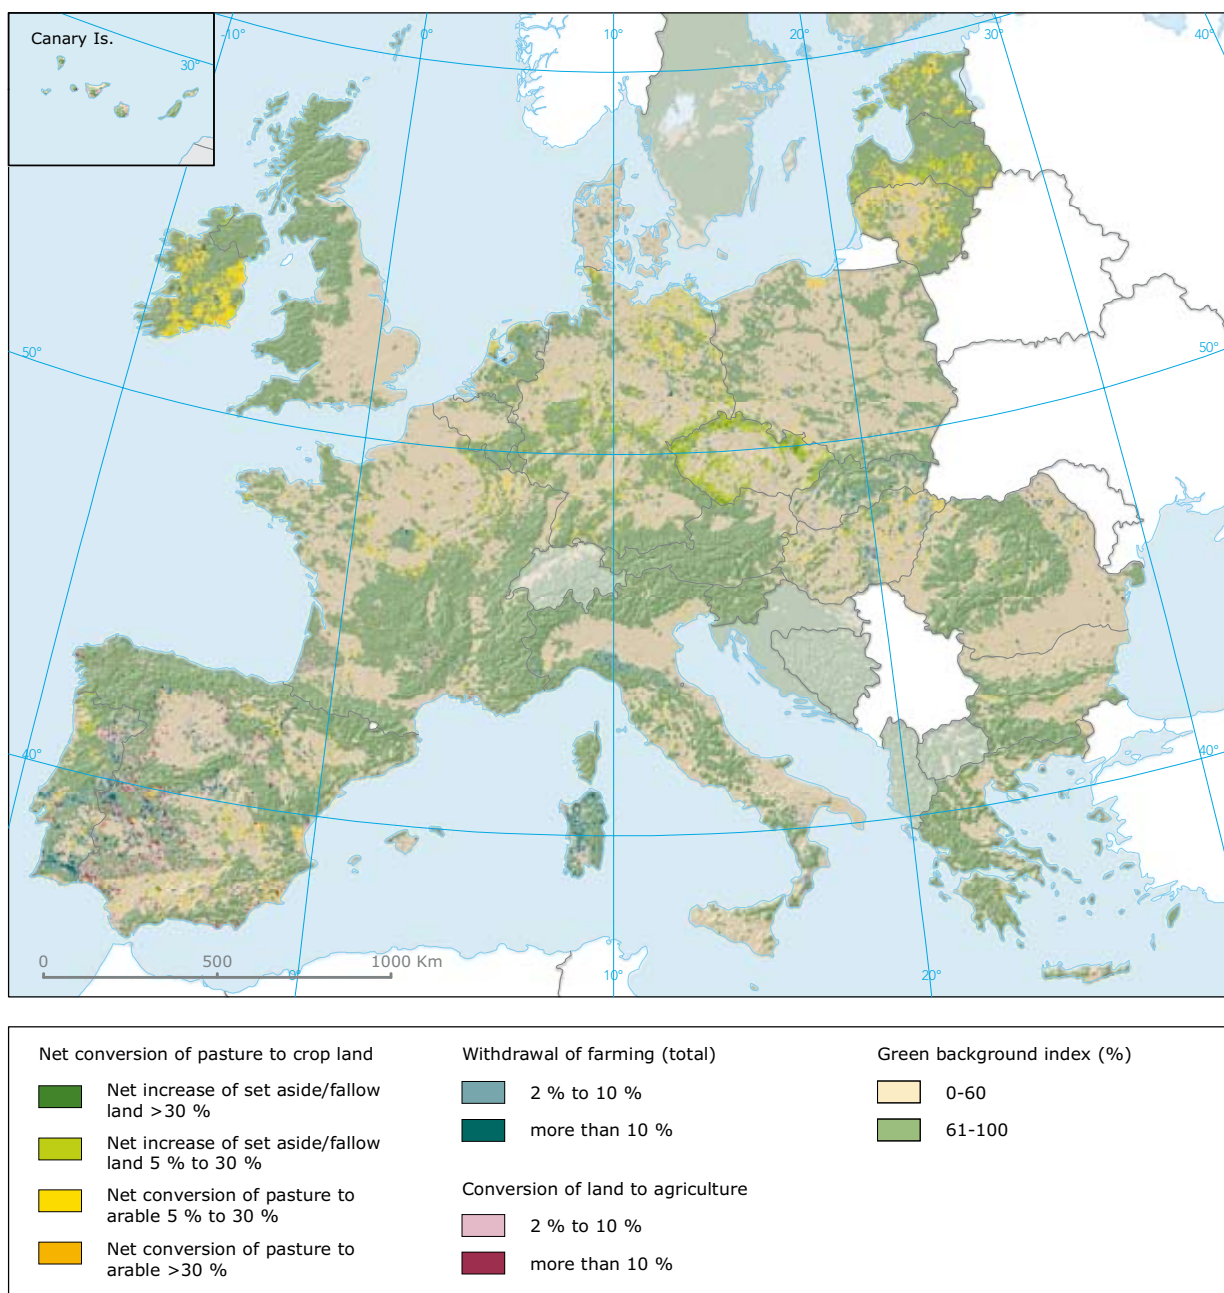 Canary Is.
30°
-10°
0°
10°
20°
30°
40°
50°
50°
40°
40°
0
500
1000 Km
0°
10°
20°
Net conversion of pasture to crop land
Net increase of set aside/fallow
land >30 %
Net increase of set aside/fallow
land 5 % to 30 %
Net conversion of pasture to
arable 5 % to 30 %
Net conversion of pasture to
arable >30 %
Withdrawal of farming (total)
2 % to 10 %
more than 10 %
Conversion of land to agriculture
2 % to 10 %
more than 10 %
Green background index (%)
0-60
61-100